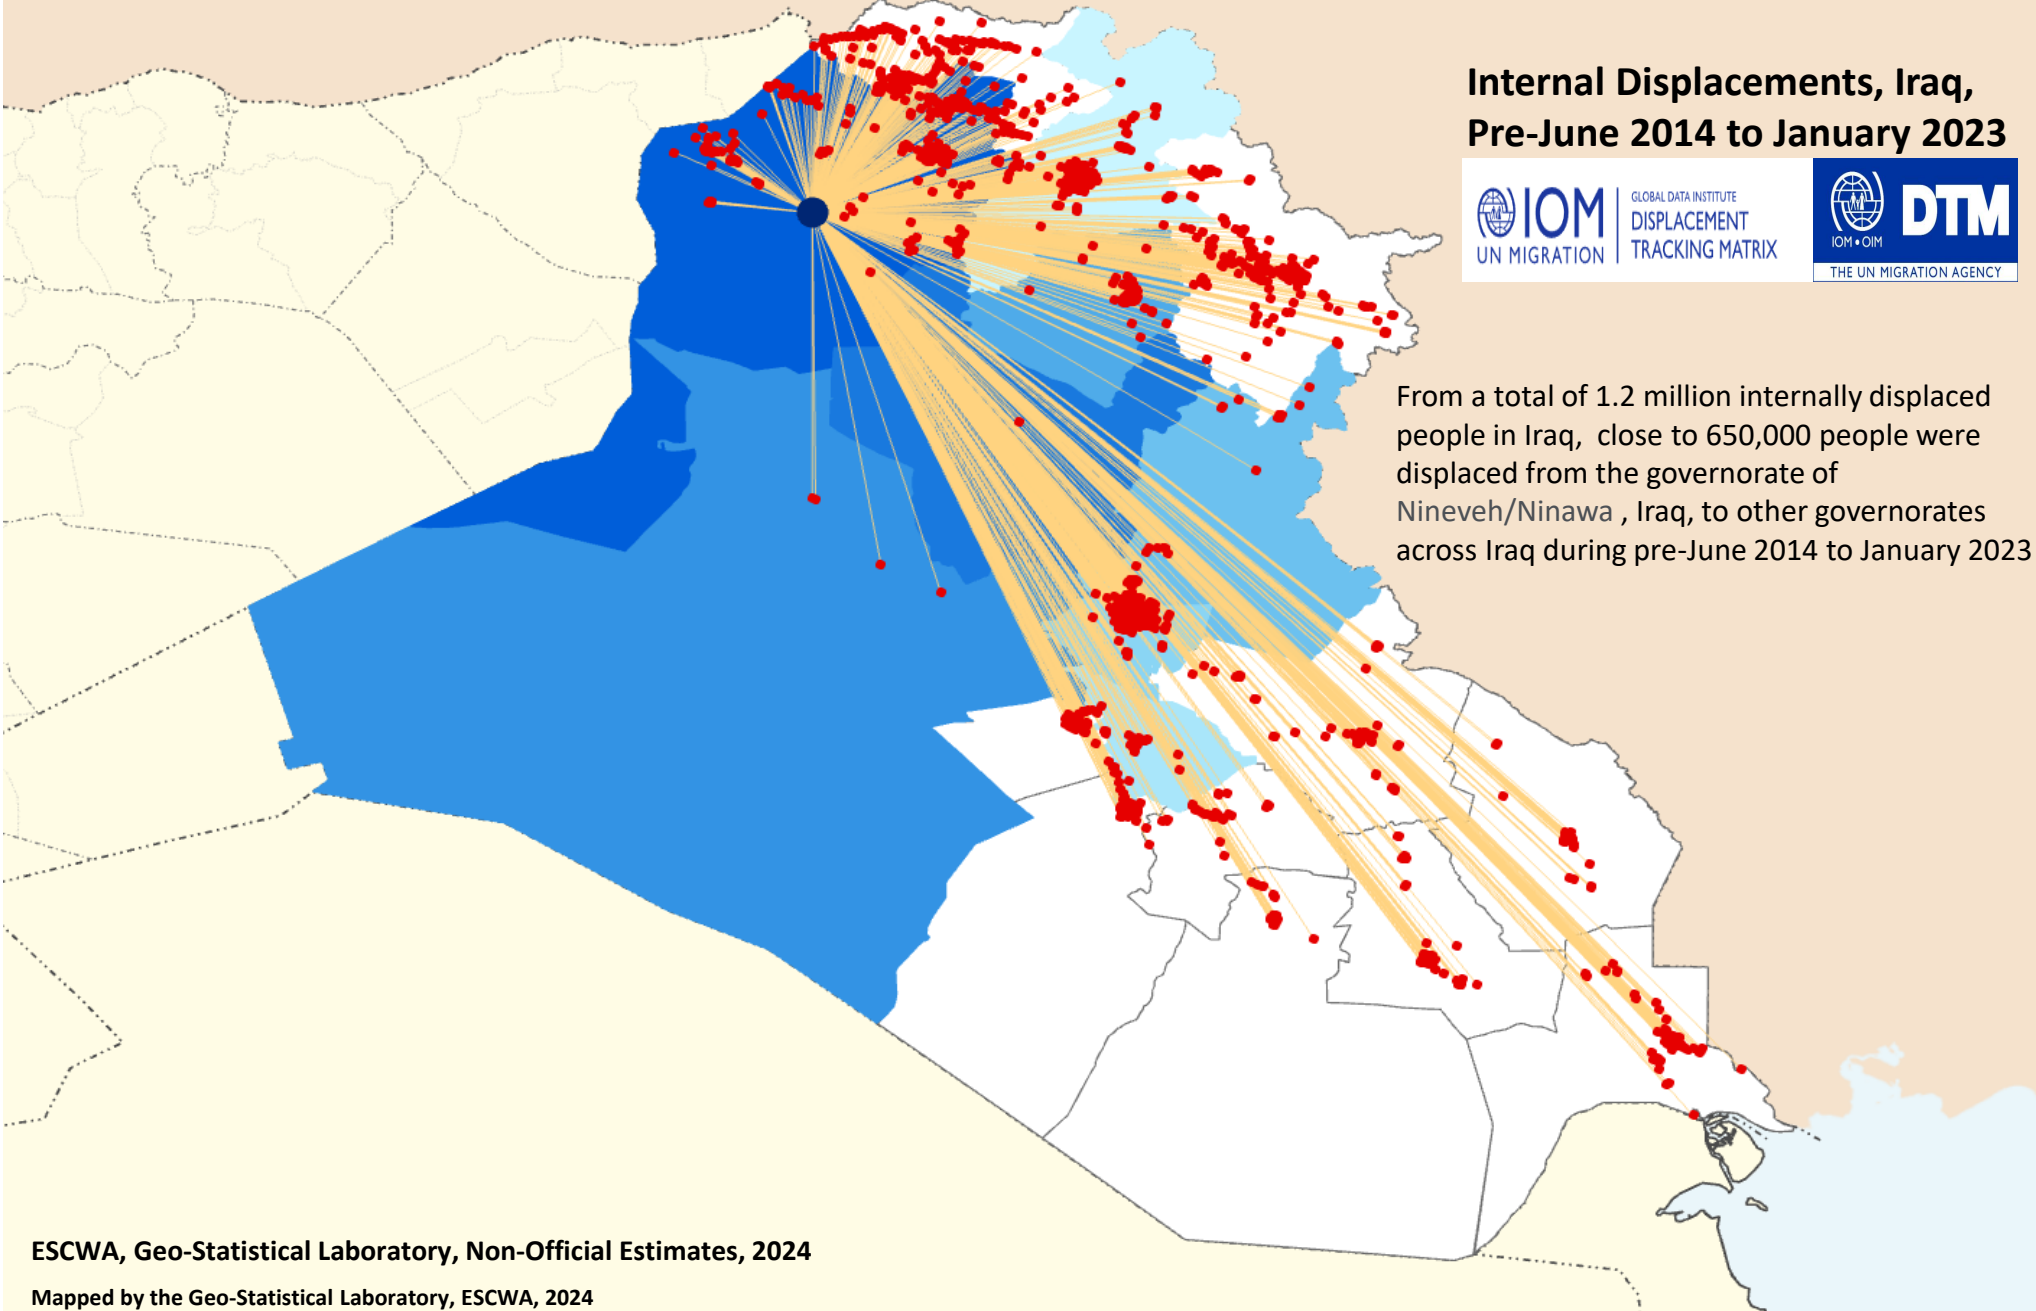 Internal Displacements, Iraq,
Pre-June 2014 to January 2023
IOM
UN MIGRATION
GLOBAL DATA INSTITUTE
DISPLACEMENT
TRACKING MATRIX
IOM • OIM
DTM
THE UN MIGRATION AGENCY
From a total of 1.2 million internally displaced
people in Iraq, close to 650,000 people were
displaced from the governorate of
Nineveh/Ninawa , Iraq, to other governorates
across Iraq during pre-June 2014 to January 2023
ESCWA, Geo-Statistical Laboratory, Non-Official Estimates, 2024
Mapped by the Geo-Statistical Laboratory, ESCWA, 2024